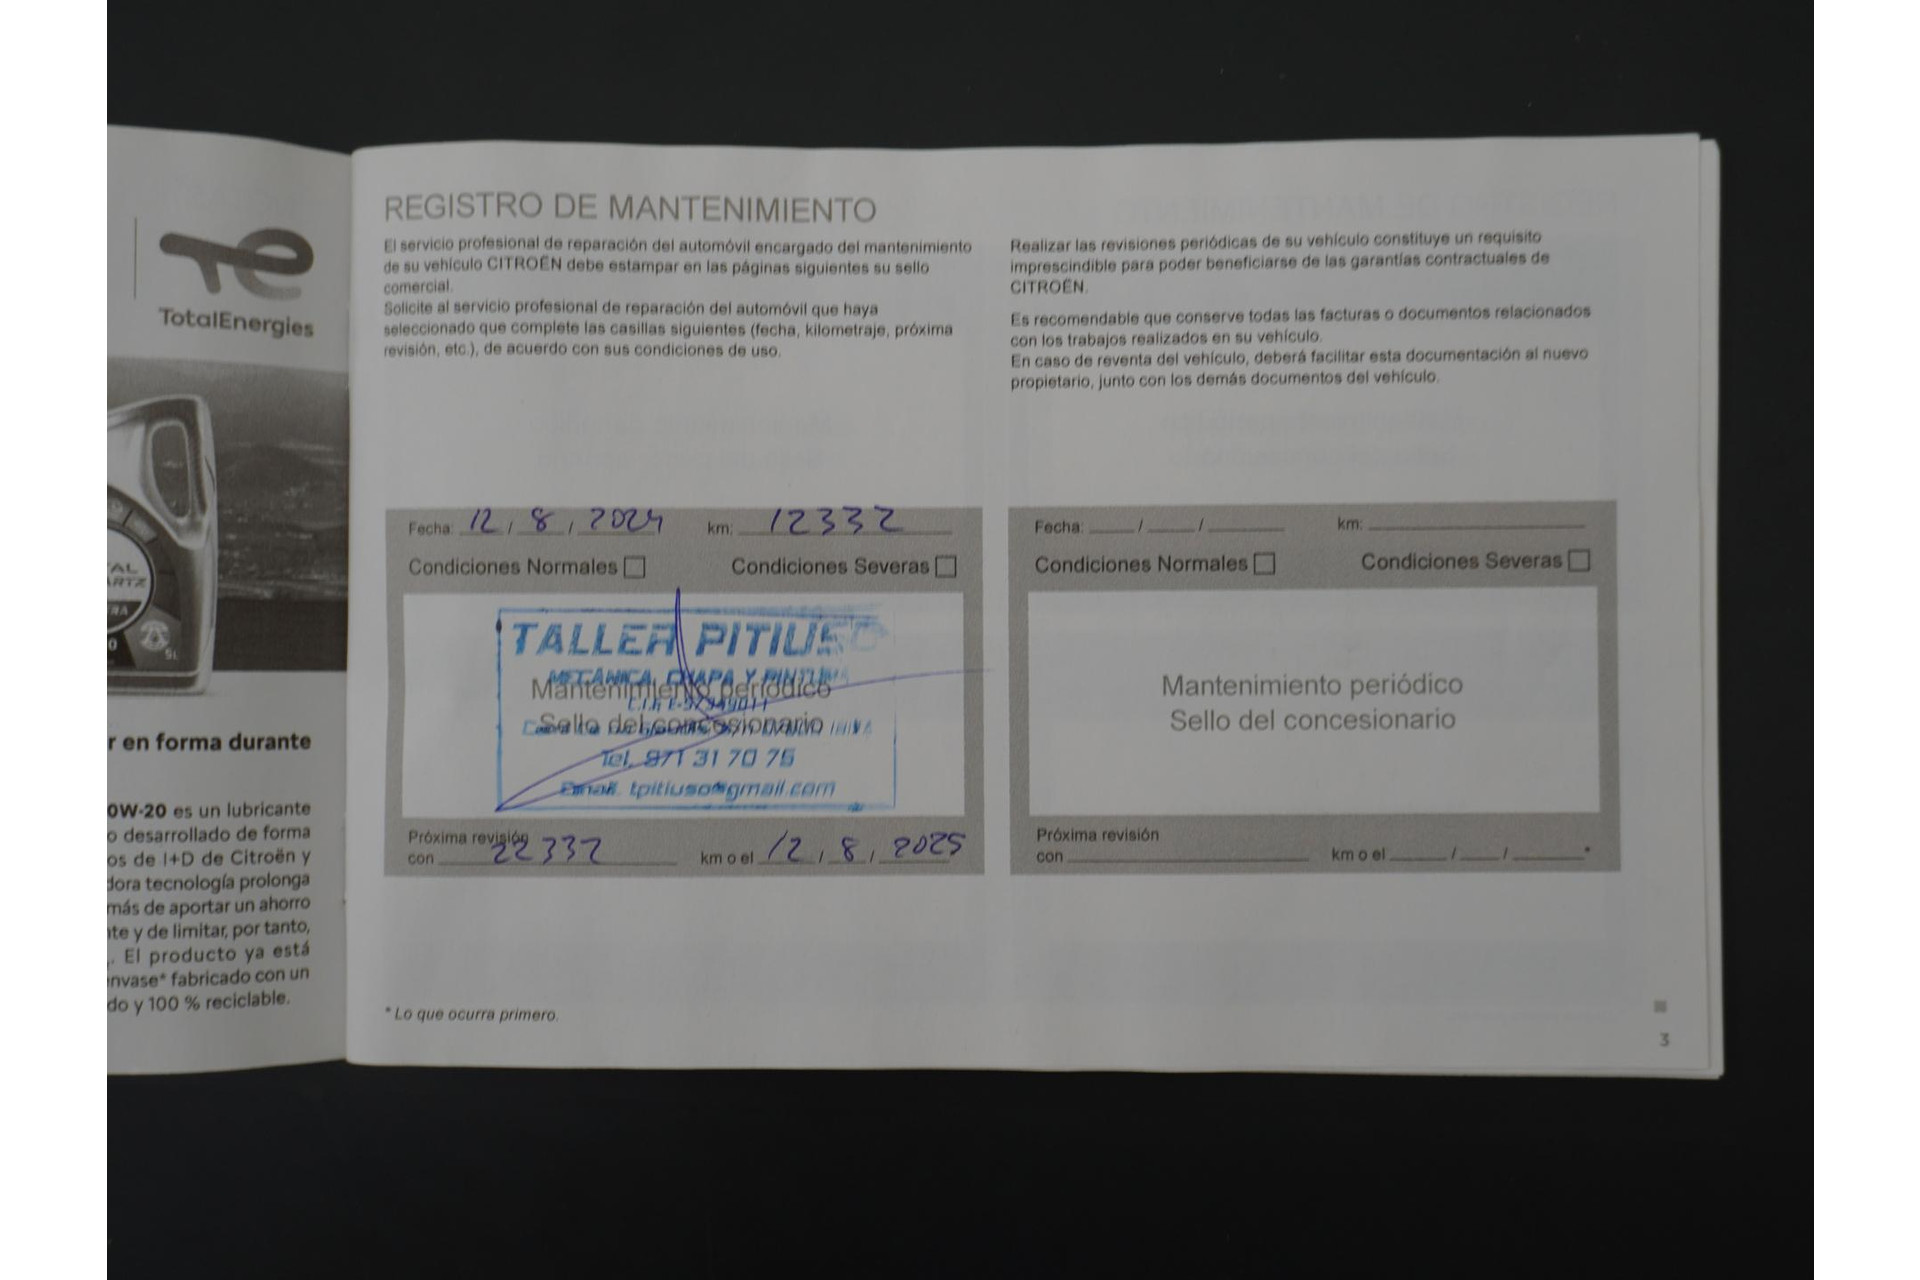 TotalEnergies
AL
ARTZ
RA
0
5L
r en forma durante
0W-20 es un lubricante
o desarrollado de forma
os de I+D de Citroën y
dora tecnología prolonga
más de aportar un ahorro
nte y de limitar, por tanto,
. El producto ya está
nvase* fabricado con un
do y 100 % reciclable.
REGISTRO DE MANTENIMIENTO
El servicio profesional de reparación del automóvil encargado del mantenimiento
de su vehículo CITROËN debe estampar en las páginas siguientes su sello
comercial.
Solicite al servicio profesional de reparación del automóvil que haya
seleccionado que complete las casillas siguientes (fecha, kilometraje, próxima
revisión, etc.), de acuerdo con sus condiciones de uso.
Realizar las revisiones periódicas de su vehículo constituye un requisito
imprescindible para poder beneficiarse de las garantías contractuales de
CITROËN.
Es recomendable que conserve todas las facturas o documentos relacionados
con los trabajos realizados en su vehículo.
En caso de reventa del vehículo, deberá facilitar esta documentación al nuevo
propietario, junto con los demás documentos del vehículo.
Fecha: 12 / 8 / 2024 km: 12332
Condiciones Normales Condiciones Severas
TALLER PITIUSO
MECÁNICA, CHAPA Y PINTURA
Mantenimiento periódico
Sello del concesionario
Tel. 971 31 70 75
Email. tpitiuso@gmail.com
Próxima revisión
con 22332 km o el 12 / 8 / 2025
Fecha: / / km:
Condiciones Normales Condiciones Severas
Mantenimiento periódico
Sello del concesionario
Próxima revisión
con km o el / / *
* Lo que ocurra primero.
3